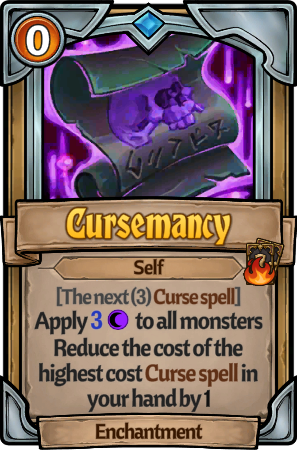 0
Cursemancy
Self
[The next (3) Curse spell]
Apply 3 to all monsters
Reduce the cost of the
highest cost Curse spell in
your hand by 1
Enchantment